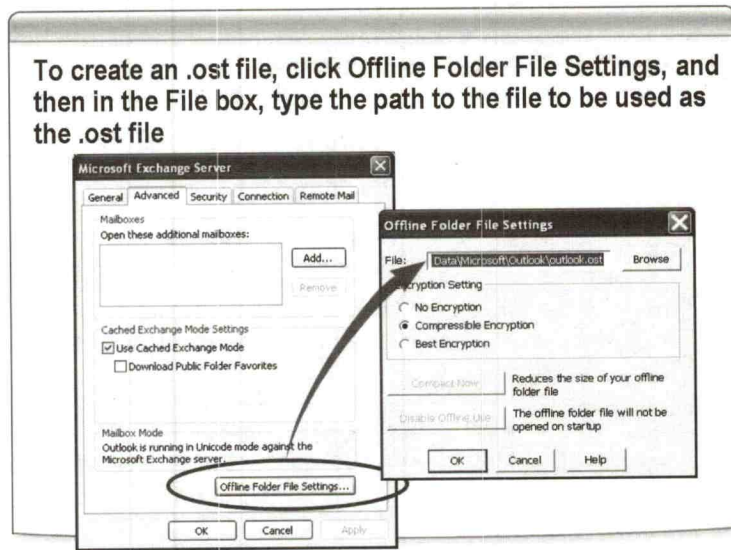 To create an .ost file, click Offline Folder File Settings, and
then in the File box, type the path to the file to be used as
the .ost file
Microsoft Exchange Server
General Advanced Security Connection Remote Mail
Mailboxes
Open these additional mailboxes:
Add...
Remove
Cached Exchange Mode Settings
Use Cached Exchange Mode
Download Public Folder Favorites
Mailbox Mode
Outlook is running in Unicode mode against the
Microsoft Exchange server.
Offline Folder File Settings...
OK Cancel Apply
Offline Folder File Settings
File: Data\Microsoft\Outlook\outlook.ost Browse
Encryption Setting
No Encryption
Compressible Encryption
Best Encryption
Compact Now
Reduces the size of your offline
folder file
Disable Offline Use
The offline folder file will not be
opened on startup
OK Cancel Help